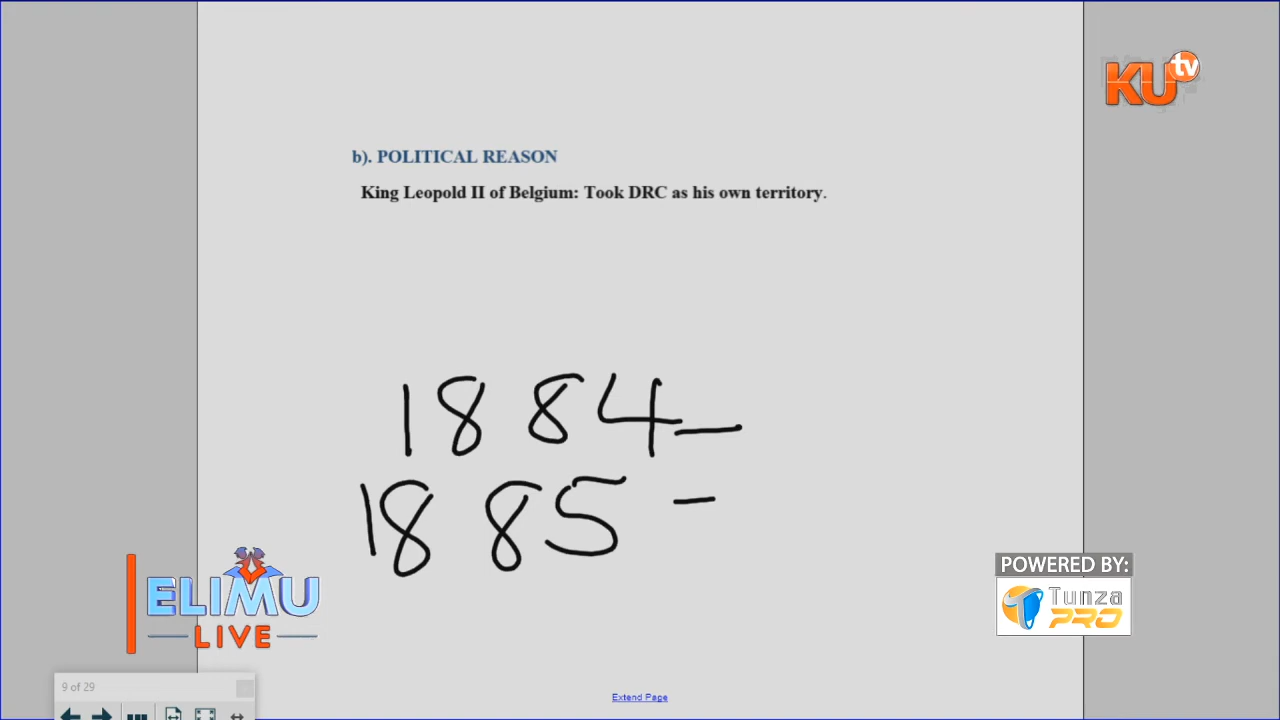 KU tv
b). POLITICAL REASON
King Leopold II of Belgium: Took DRC as his own territory.
1884—
1885 –
ELIMU
LIVE
POWERED BY:
Tunza
PRO
9 of 29
Extend Page